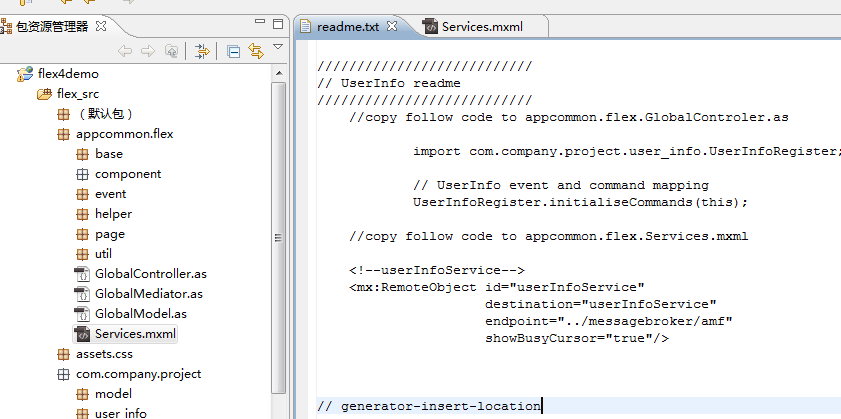 包资源管理器
flex4demo
flex_src
（默认包）
appcommon.flex
base
component
event
helper
page
util
GlobalController.as
GlobalMediator.as
GlobalModel.as
Services.mxml
assets.css
com.company.project
model
user_info
readme.txt
Services.mxml
///////////////////////////
// UserInfo readme
///////////////////////////
//copy follow code to appcommon.flex.GlobalControler.as
import com.company.project.user_info.UserInfoRegister;
// UserInfo event and command mapping
UserInfoRegister.initialiseCommands(this);
//copy follow code to appcommon.flex.Services.mxml
<!--userInfoService-->
<mx:RemoteObject id="userInfoService"
destination="userInfoService"
endpoint="../messagebroker/amf"
showBusyCursor="true"/>
// generator-insert-location